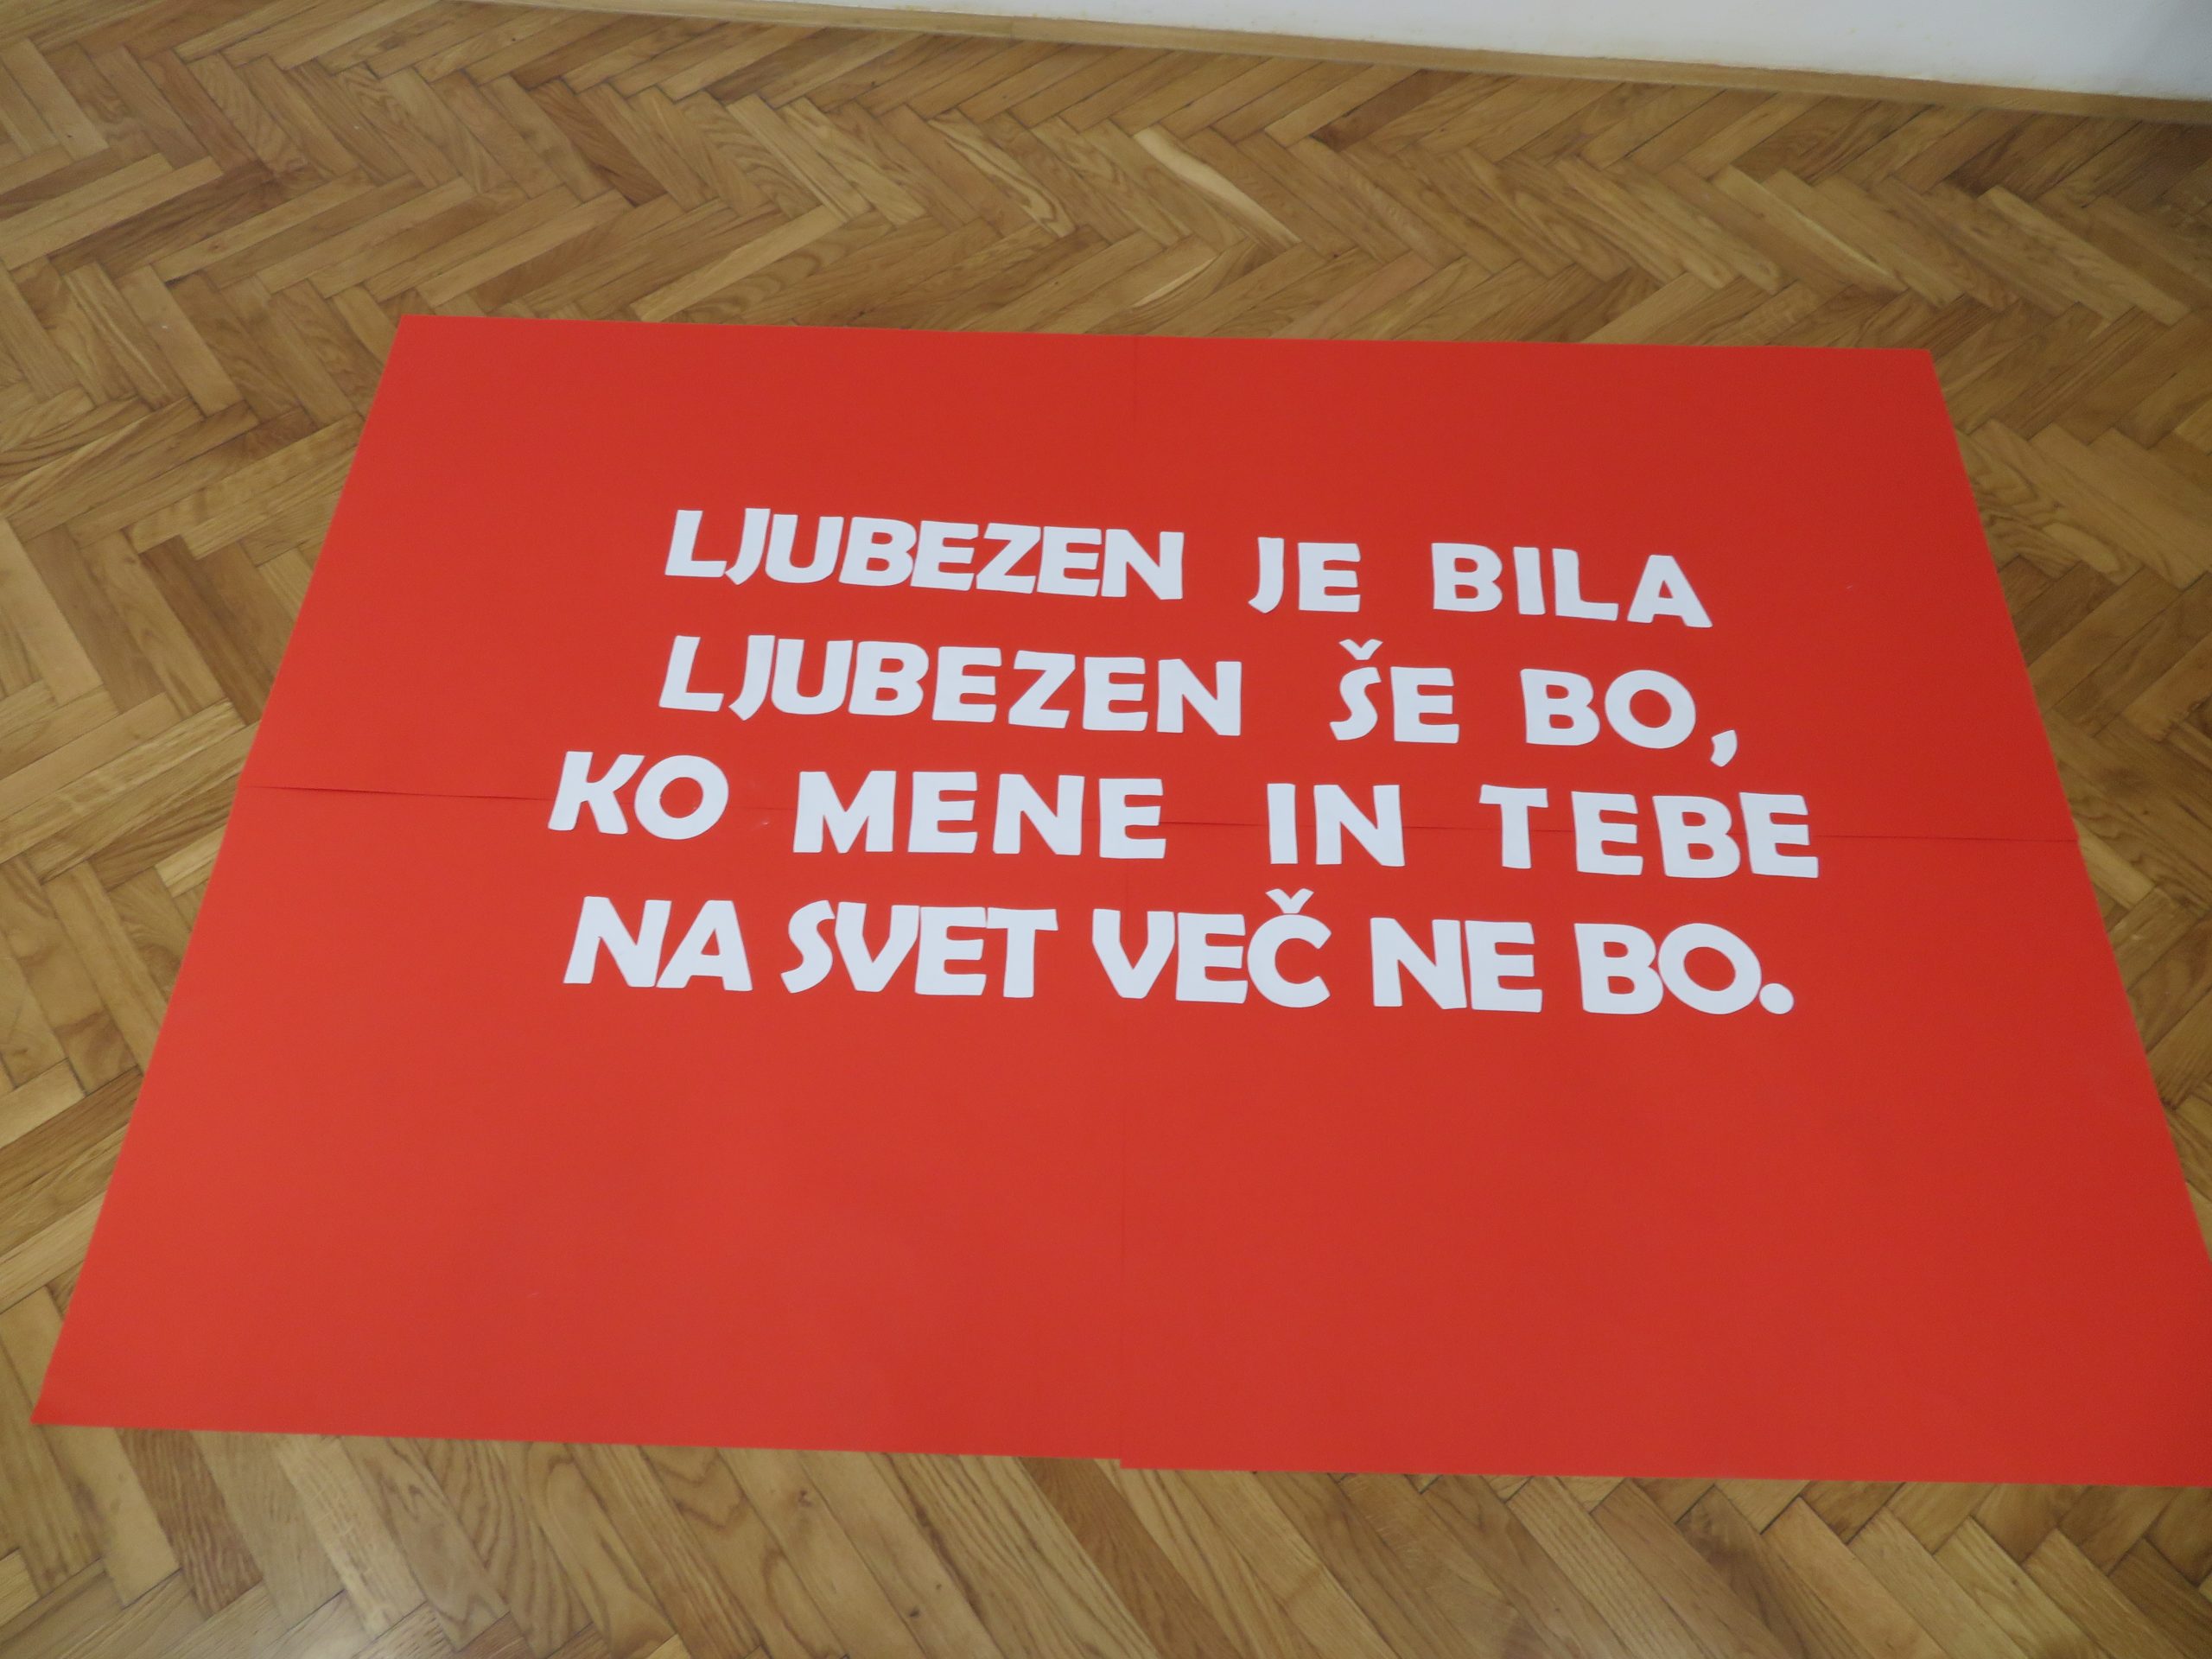 LJUBEZEN JE BILA
LJUBEZEN ŠE BO,
KO MENE IN TEBE
NA SVET VEČ NE BO.